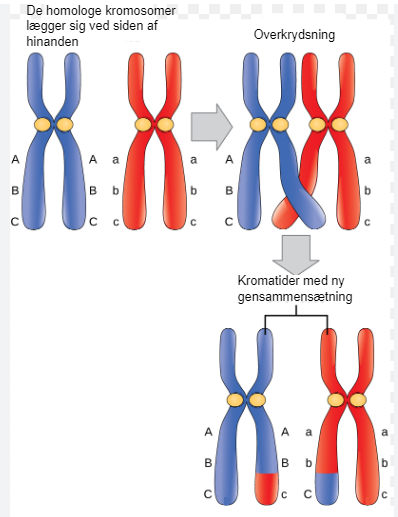 De homologe kromosomer
lægger sig ved siden af
hinanden
Overkrydsning
A A a a A a
B B b b B b
C C c c C c
Kromatider med ny
gensammensætning
A A a a
B B b b
C c C c